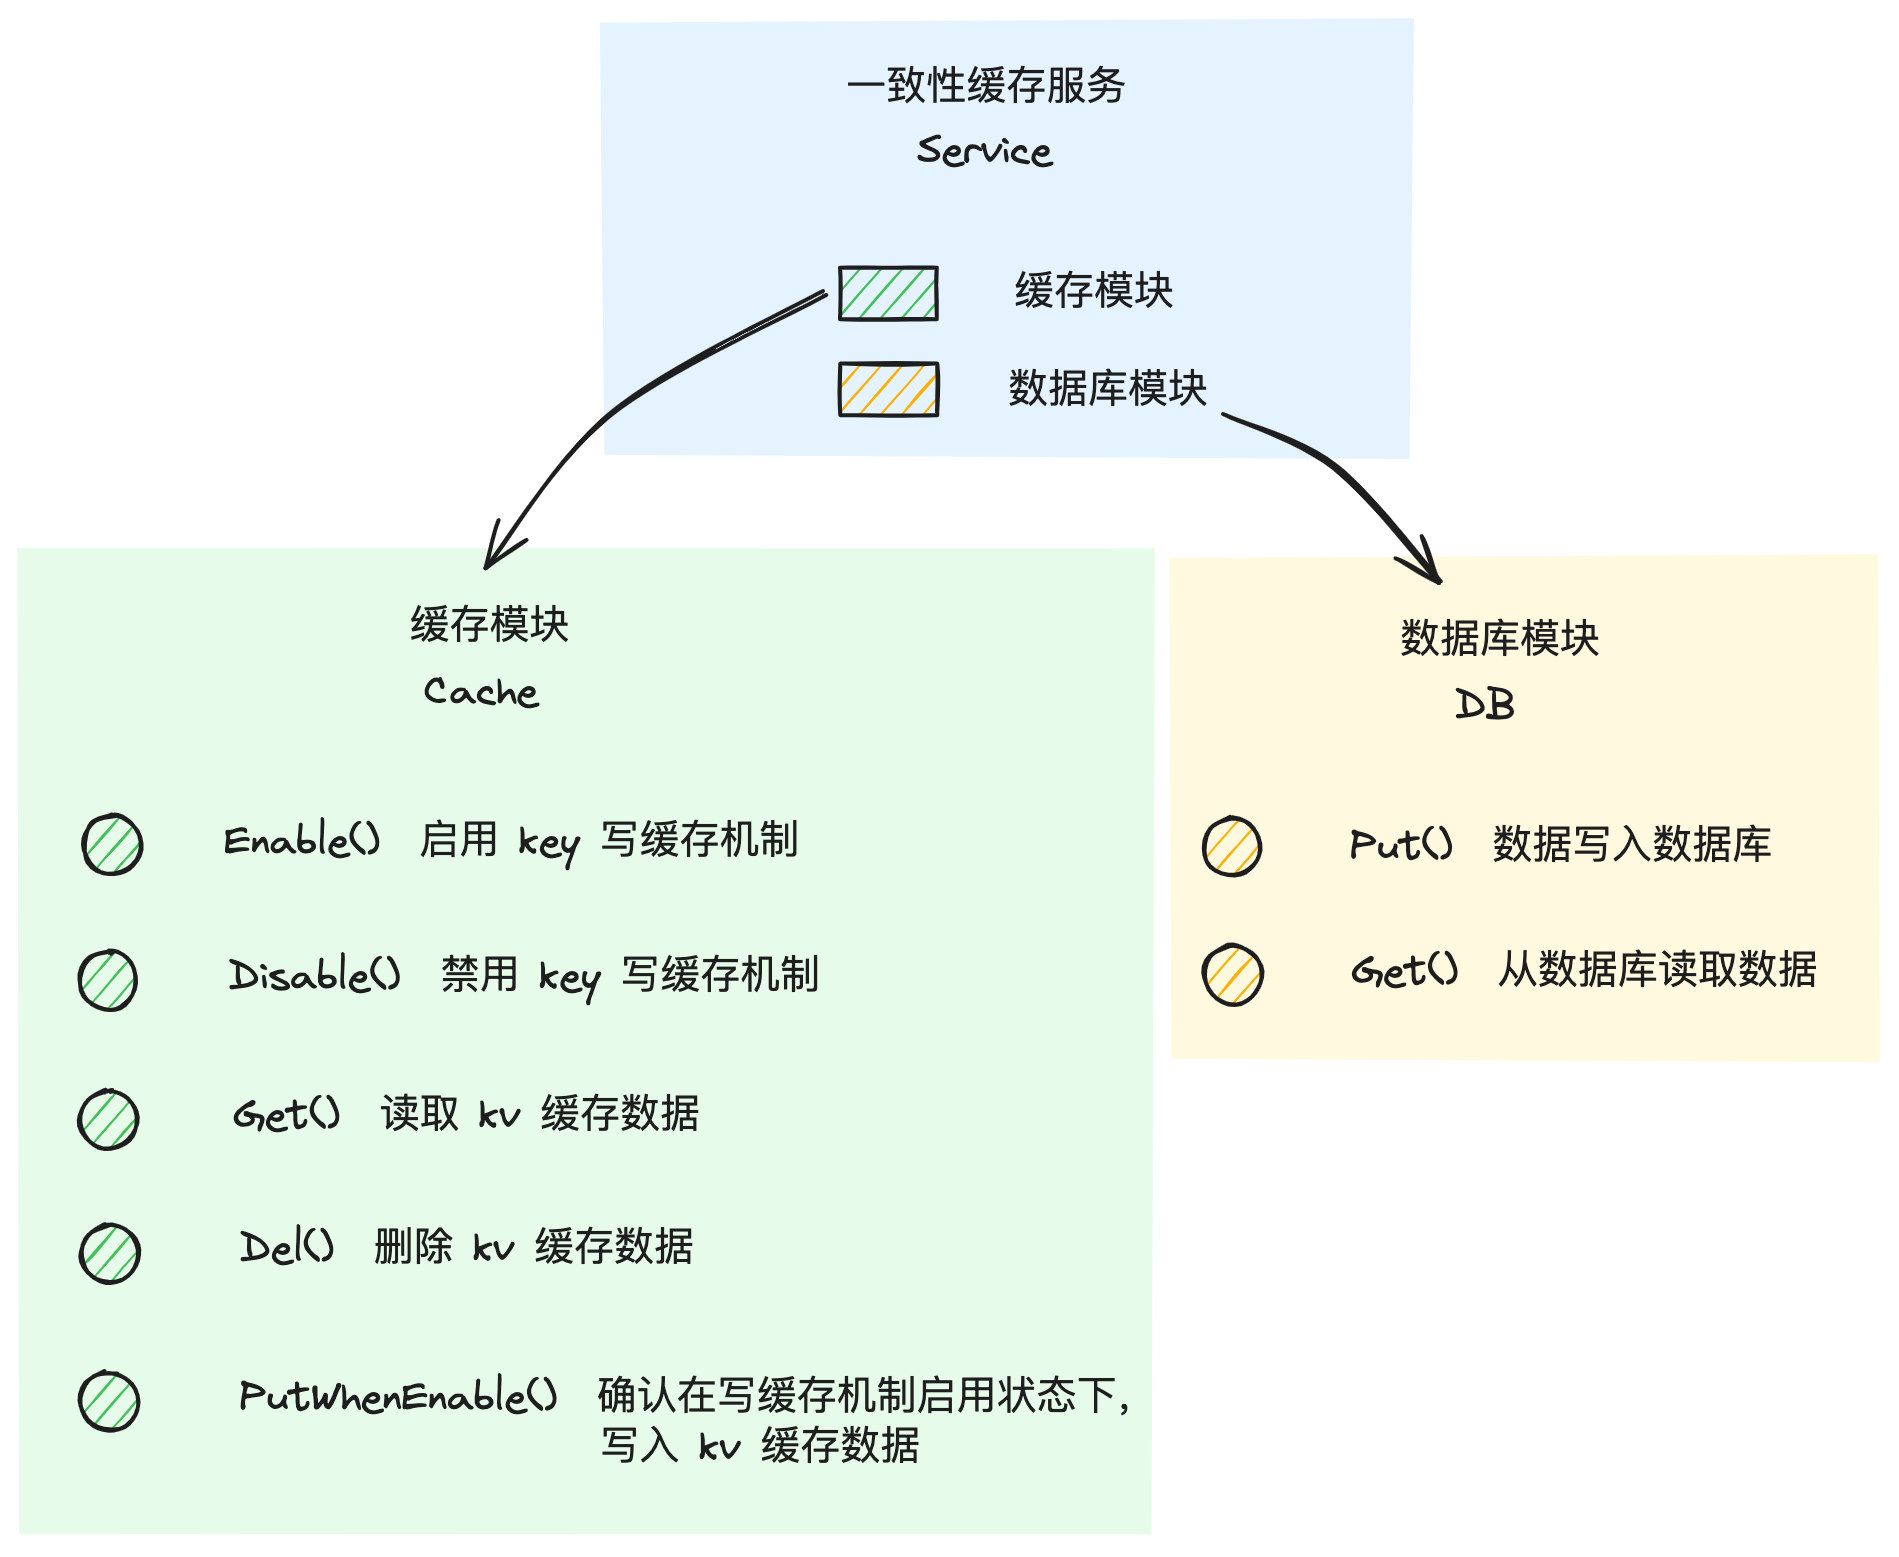 一致性缓存服务
Service
缓存模块
数据库模块
缓存模块
Cache
Enable() 启用 key 写缓存机制
Disable() 禁用 key 写缓存机制
Get() 读取 kv 缓存数据
Del() 删除 kv 缓存数据
PutWhenEnable() 确认在写缓存机制启用状态下,
写入 kv 缓存数据
数据库模块
DB
Put() 数据写入数据库
Get() 从数据库读取数据